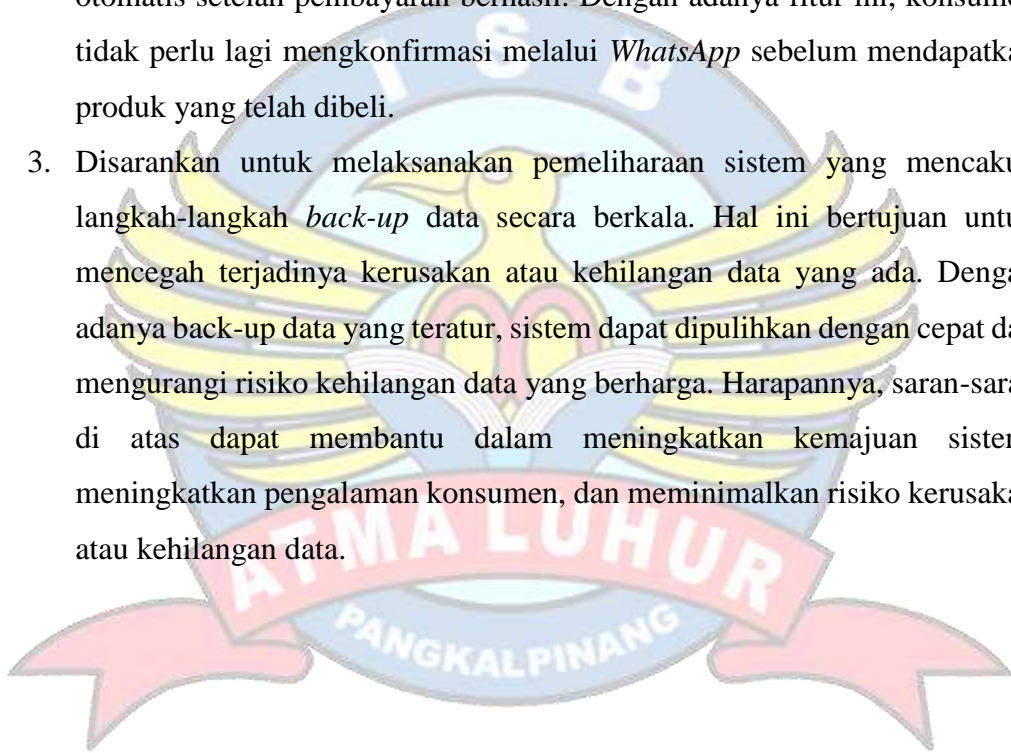 otomatis setelah pembayaran berhasil. Dengan adanya fitur ini, konsume
tidak perlu lagi mengkonfirmasi melalui WhatsApp sebelum mendapatka
produk yang telah dibeli.
3. Disarankan untuk melaksanakan pemeliharaan sistem yang mencaku
langkah-langkah back-up data secara berkala. Hal ini bertujuan untu
mencegah terjadinya kerusakan atau kehilangan data yang ada. Denga
adanya back-up data yang teratur, sistem dapat dipulihkan dengan cepat da
mengurangi risiko kehilangan data yang berharga. Harapannya, saran-sara
di atas dapat membantu dalam meningkatkan kemajuan sistem
meningkatkan pengalaman konsumen, dan meminimalkan risiko kerusaka
atau kehilangan data.
I S B
ATMA LUHUR
PANGKALPINANG